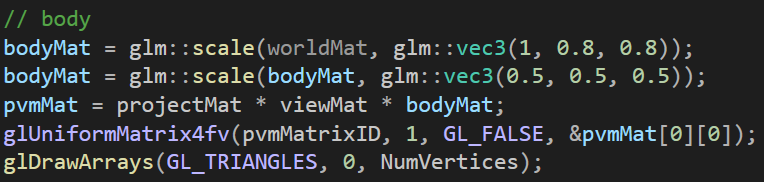 // body
bodyMat = glm::scale(worldMat, glm::vec3(1, 0.8, 0.8));
bodyMat = glm::scale(bodyMat, glm::vec3(0.5, 0.5, 0.5));
pvmMat = projectMat * viewMat * bodyMat;
glUniformMatrix4fv(pvmMatrixID, 1, GL_FALSE, &pvmMat[0][0]);
glDrawArrays(GL_TRIANGLES, 0, NumVertices);